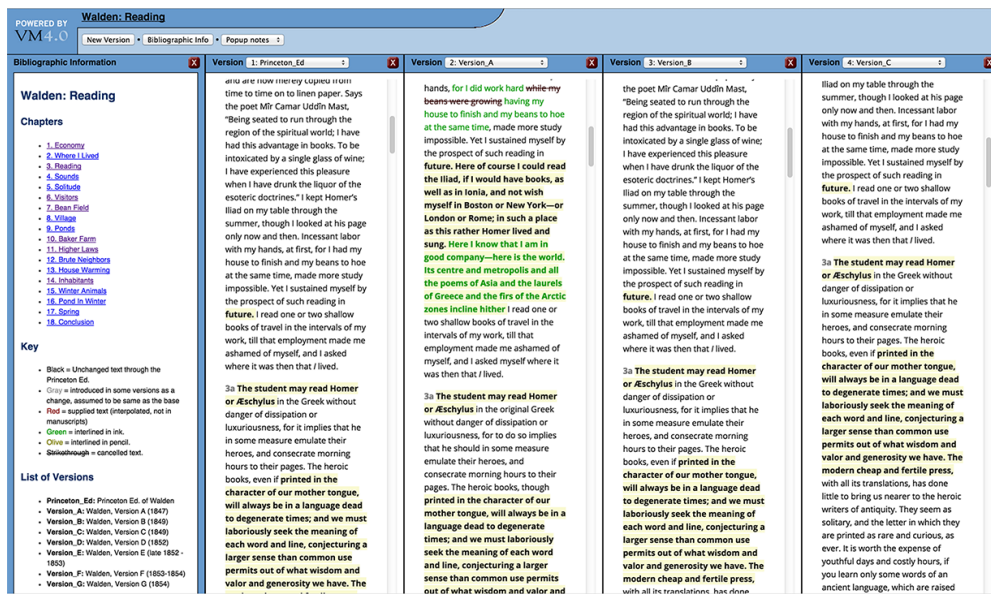 POWERED BY
VM4.0
Walden: Reading
New Version • Bibliographic Info • Popup notes
Bibliographic Information X
Walden: Reading
Chapters
1. Economy
2. Where I Lived
3. Reading
4. Sounds
5. Solitude
6. Visitors
7. Bean Field
8. Village
9. Ponds
10. Baker Farm
11. Higher Laws
12. Brute Neighbors
13. House Warming
14. Inhabitants
15. Winter Animals
16. Pond In Winter
17. Spring
18. Conclusion
Key
Black = Unchanged text through the
Princeton Ed.
Gray = introduced in some versions as a
change, assumed to be same as the base
Red = supplied text (interpolated, not in
manuscripts)
Green = interlined in ink.
Olive = interlined in pencil.
Strikethrough = cancelled text.
List of Versions
Princeton_Ed: Princeton Ed. of Walden
Version_A: Walden, Version A (1847)
Version_B: Walden, Version B (1849)
Version_C: Walden, Version C (1849)
Version_D: Walden, Version D (1852)
Version_E: Walden, Version E (late 1852 -
1853)
Version_F: Walden, Version F (1853-1854)
Version_G: Walden, Version G (1854)
Version 1: Princeton_Ed X
and are now merely copied from
time to time on to linen paper. Says
the poet Mîr Camar Uddîn Mast,
“Being seated to run through the
region of the spiritual world; I have
had this advantage in books. To be
intoxicated by a single glass of wine;
I have experienced this pleasure
when I have drunk the liquor of the
esoteric doctrines.” I kept Homer's
Iliad on my table through the
summer, though I looked at his page
only now and then. Incessant labor
with my hands, at first, for I had my
house to finish and my beans to hoe
at the same time, made more study
impossible. Yet I sustained myself by
the prospect of such reading in
future. I read one or two shallow
books of travel in the intervals of my
work, till that employment made me
ashamed of myself, and I asked
where it was then that I lived.
3a The student may read Homer
or Æschylus in the Greek without
danger of dissipation or
luxuriousness, for it implies that he
in some measure emulate their
heroes, and consecrate morning
hours to their pages. The heroic
books, even if printed in the
character of our mother tongue,
will always be in a language dead
to degenerate times; and we must
laboriously seek the meaning of
each word and line, conjecturing a
larger sense than common use
permits out of what wisdom and
valor and generosity we have. The
Version 2: Version_A X
hands, for I did work hard while my
beans were growing having my
house to finish and my beans to hoe
at the same time, made more study
impossible. Yet I sustained myself by
the prospect of such reading in
future. Here of course I could read
the Iliad, if I would have books, as
well as in Ionia, and not wish
myself in Boston or New York—or
London or Rome; in such a place
as this rather Homer lived and
sung. Here I know that I am in
good company—here is the world.
Its centre and metropolis and all
the poems of Asia and the laurels
of Greece and the firs of the Arctic
zones incline hither I read one or
two shallow books of travel in the
intervals of my work, till that
employment made me ashamed of
myself, and I asked myself where it
was then that I lived.
3a The student may read Homer
or Æschylus in the original Greek
without danger of dissipation or
luxuriousness, for to do so implies
that he should in some measure
emulate their heroes, and
consecrate morning hours to their
pages. The heroic books, though
printed in the character of our
mother tongue, will always be in a
language dead to degenerate
times; and we must laboriously
seek the meaning of each word
and line, conjecturing a larger
sense than common use permits
out of what wisdom and valor and
Version 3: Version_B X
the poet Mîr Camar Uddîn Mast,
“Being seated to run through the
region of the spiritual world; I have
had this advantage in books. To be
intoxicated by a single glass of wine;
I have experienced this pleasure
when I have drunk the liquor of the
esoteric doctrines.” I kept Homer's
Iliad on my table through the
summer, though I looked at his page
only now and then. Incessant labor
with my hands, at first, for I had my
house to finish and my beans to hoe
at the same time, made more study
impossible. Yet I sustained myself by
the prospect of such reading in
future. I read one or two shallow
books of travel in the intervals of my
work, till that employment made me
ashamed of myself, and I asked
where it was then that I lived.
3a The student may read Homer
or Æschylus in the Greek without
danger of dissipation or
luxuriousness, for it implies that he
in some measure emulate their
heroes, and consecrate morning
hours to their pages. The heroic
books, even if printed in the
character of our mother tongue,
will always be in a language dead
to degenerate times; and we must
laboriously seek the meaning of
each word and line, conjecturing a
larger sense than common use
permits out of what wisdom and
valor and generosity we have. The
modern cheap and fertile press,
with all its translations, has done
Version 4: Version_C X
Iliad on my table through the
summer, though I looked at his page
only now and then. Incessant labor
with my hands, at first, for I had my
house to finish and my beans to hoe
at the same time, made more study
impossible. Yet I sustained myself by
the prospect of such reading in
future. I read one or two shallow
books of travel in the intervals of my
work, till that employment made me
ashamed of myself, and I asked
where it was then that I lived.
3a The student may read Homer
or Æschylus in the Greek without
danger of dissipation or
luxuriousness, for it implies that he
in some measure emulate their
heroes, and consecrate morning
hours to their pages. The heroic
books, even if printed in the
character of our mother tongue,
will always be in a language dead
to degenerate times; and we must
laboriously seek the meaning of
each word and line, conjecturing a
larger sense than common use
permits out of what wisdom and
valor and generosity we have. The
modern cheap and fertile press,
with all its translations, has done
little to bring us nearer to the heroic
writers of antiquity. They seem as
solitary, and the letter in which they
are printed as rare and curious, as
ever. It is worth the expense of
youthful days and costly hours, if
you learn only some words of an
ancient language, which are raised